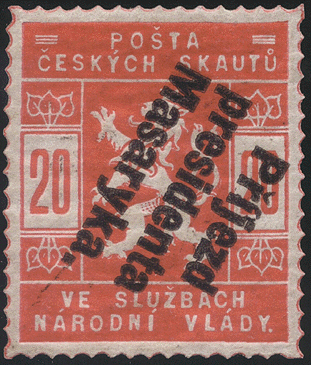 POŠTA
ČESKÝCH SKAUTŮ
20
Příjezd
presidenta
Masaryka.
VE SLUŽBÁCH
NÁRODNÍ VLÁDY.